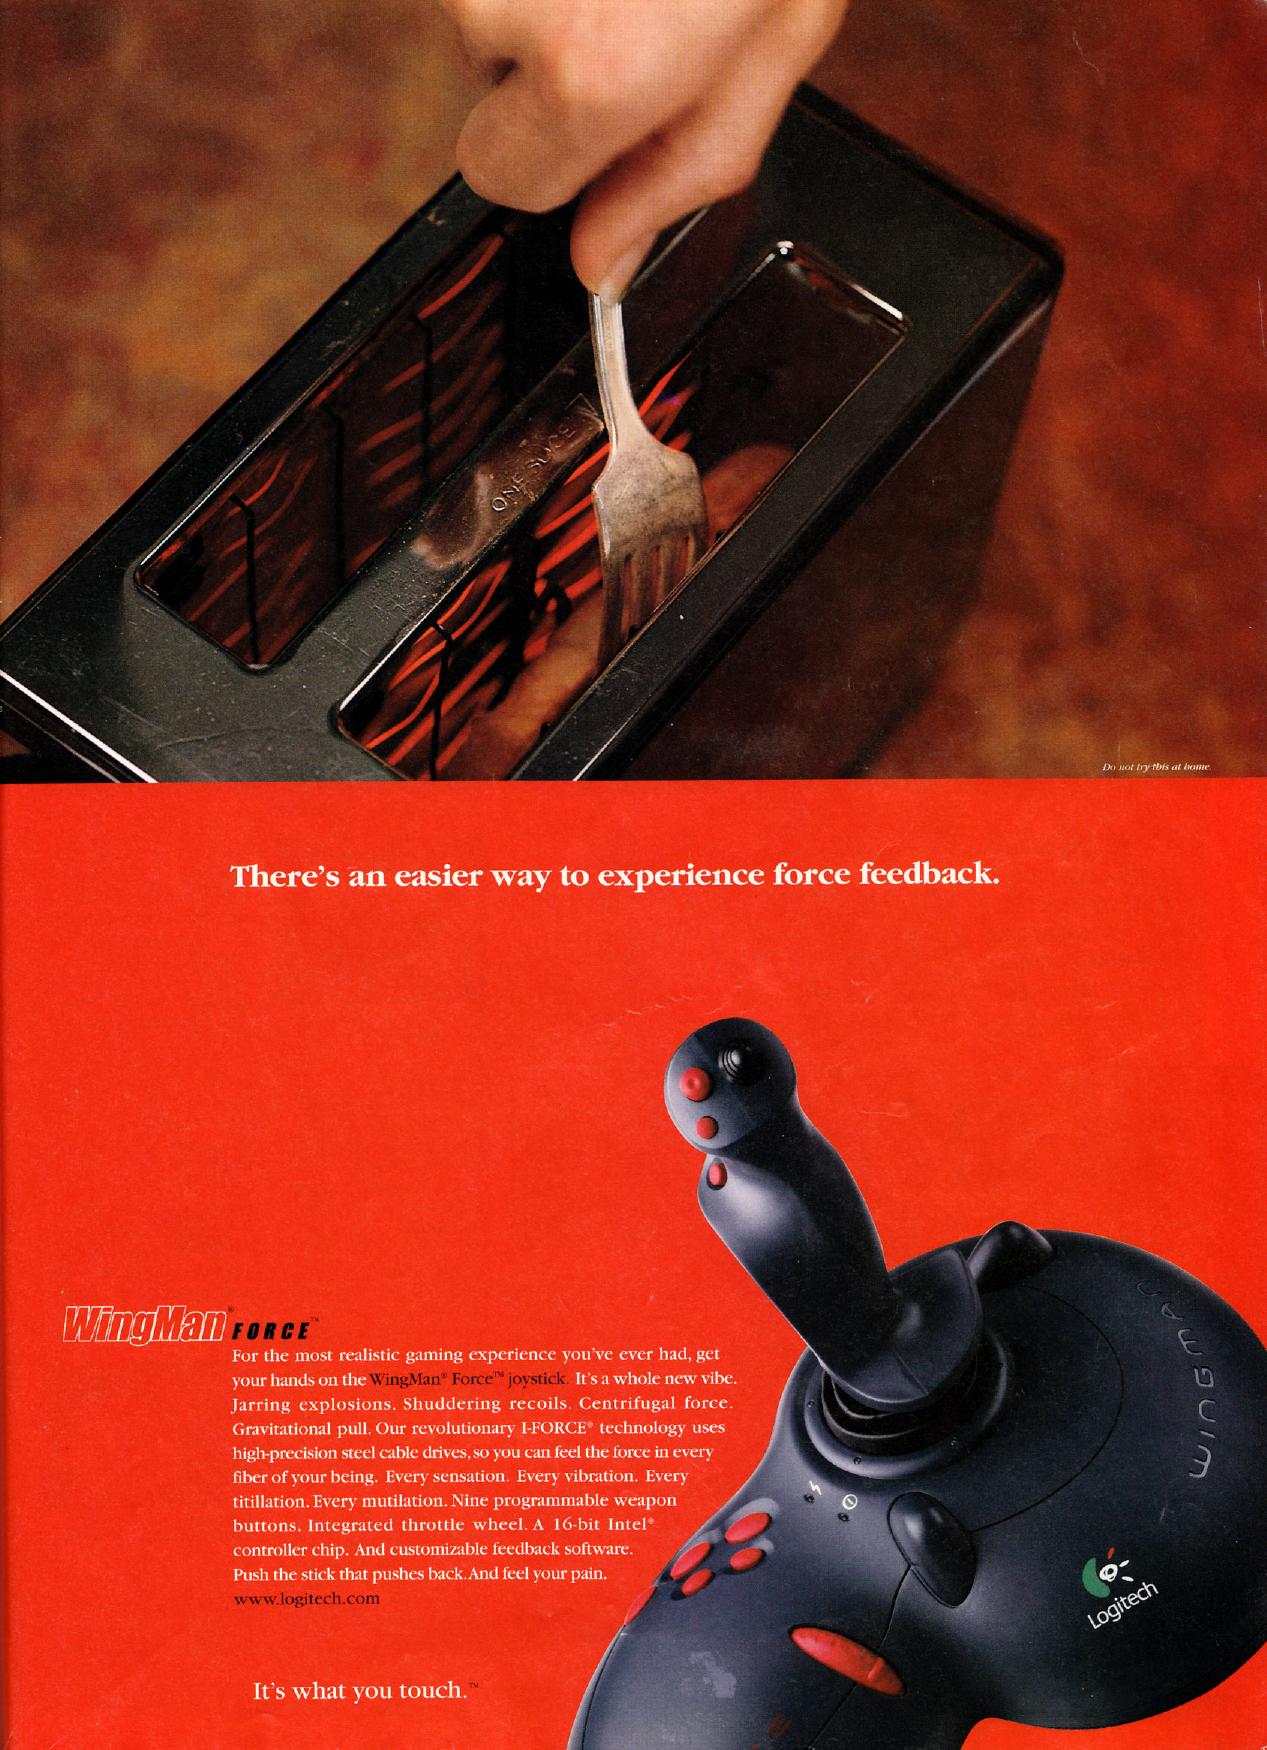 ONE SLICE
Do not try this at home.
There's an easier way to experience force feedback.
WingMan® FORCE™
For the most realistic gaming experience you've ever had, get
your hands on the WingMan® Force™ joystick. It's a whole new vibe.
Jarring explosions. Shuddering recoils. Centrifugal force.
Gravitational pull. Our revolutionary I-FORCE® technology uses
high-precision steel cable drives, so you can feel the force in every
fiber of your being. Every sensation. Every vibration. Every
titillation. Every mutilation. Nine programmable weapon
buttons. Integrated throttle wheel. A 16-bit Intel®
controller chip. And customizable feedback software.
Push the stick that pushes back. And feel your pain.
www.logitech.com
It's what you touch.™
WINGMAN
Logitech